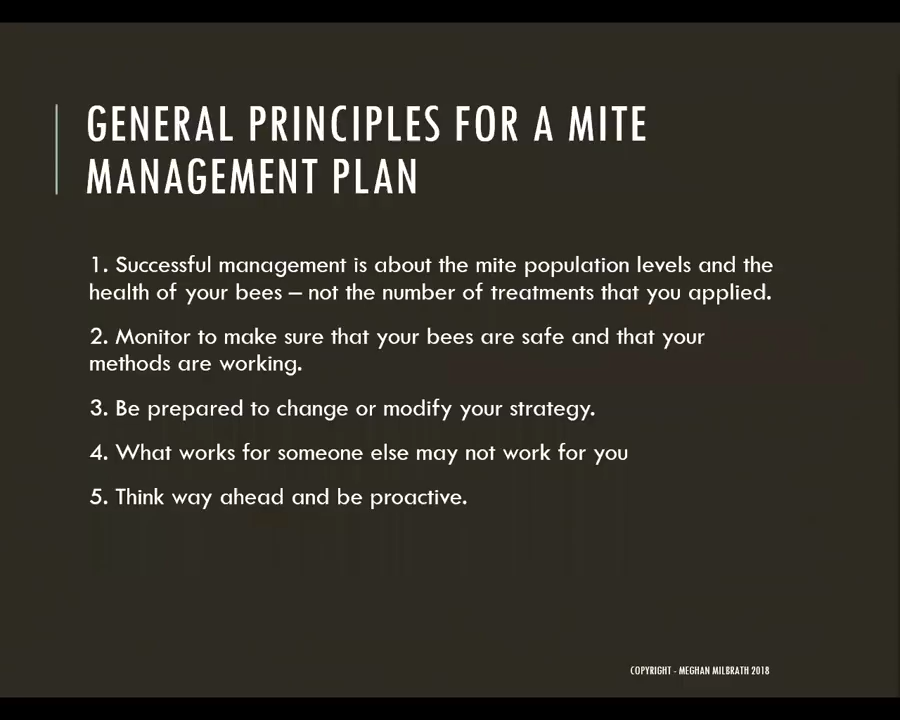 GENERAL PRINCIPLES FOR A MITE
MANAGEMENT PLAN
1. Successful management is about the mite population levels and the
health of your bees – not the number of treatments that you applied.
2. Monitor to make sure that your bees are safe and that your
methods are working.
3. Be prepared to change or modify your strategy.
4. What works for someone else may not work for you
5. Think way ahead and be proactive.
COPYRIGHT - MEGHAN MILBRATH 2018